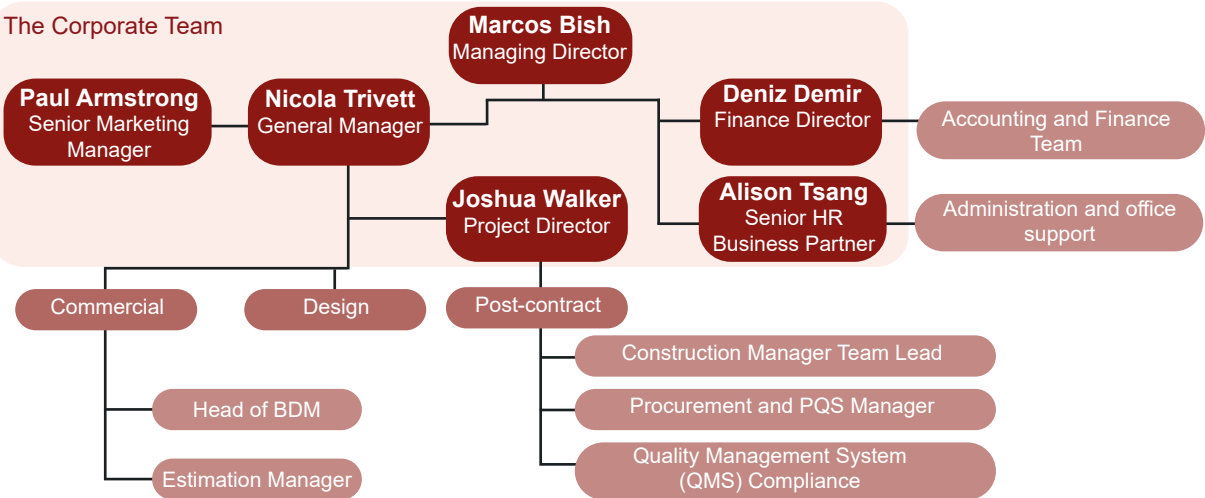 The Corporate Team
Marcos Bish
Managing Director
Paul Armstrong
Senior Marketing
Manager
Nicola Trivett
General Manager
Deniz Demir
Finance Director
Accounting and Finance
Team
Joshua Walker
Project Director
Alison Tsang
Senior HR
Business Partner
Administration and office
support
Commercial
Design
Post-contract
Construction Manager Team Lead
Head of BDM
Procurement and PQS Manager
Estimation Manager
Quality Management System
(QMS) Compliance